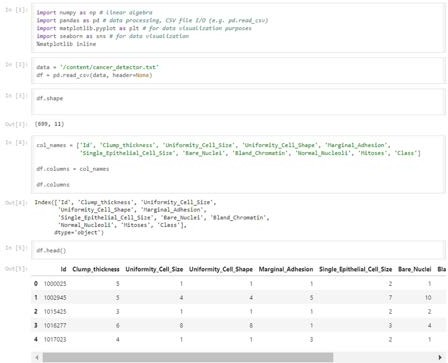 In [1]:
import numpy as np # linear algebra
import pandas as pd # data processing, CSV file I/O (e.g. pd.read_csv)
import matplotlib.pyplot as plt # for data visualization purposes
import seaborn as sns # for data visualization
%matplotlib inline
In [2]:
data = '/content/cancer_detector.txt'
df = pd.read_csv(data, header=None)
In [3]:
df.shape
(699, 11)
col_names = ['Id', 'Clump_thickness', 'Uniformity_Cell_Size', 'Uniformity_Cell_Shape', 'Marginal_Adhesion',
'Single_Epithelial_Cell_Size', 'Bare_Nuclei', 'Bland_Chromatin', 'Normal_Nucleoli', 'Mitoses', 'Class']
df.columns = col_names
df.columns
Index(['Id', 'Clump_thickness', 'Uniformity_Cell_Size',
'Uniformity_Cell_Shape', 'Marginal_Adhesion',
'Single_Epithelial_Cell_Size', 'Bare_Nuclei', 'Bland_Chromatin',
'Normal_Nucleoli', 'Mitoses', 'Class'],
dtype='object')
In [5]:
df.head()
Out[5]:
Id Clump_thickness Uniformity_Cell_Size Uniformity_Cell_Shape Marginal_Adhesion Single_Epithelial_Cell_Size Bare_Nuclei Bla
0 1000025 5 1 1 1 2 1
1 1002945 5 4 4 5 7 10
2 1015425 3 1 1 1 2 2
3 1016277 6 8 8 1 3 4
4 1017023 4 1 1 3 2 1